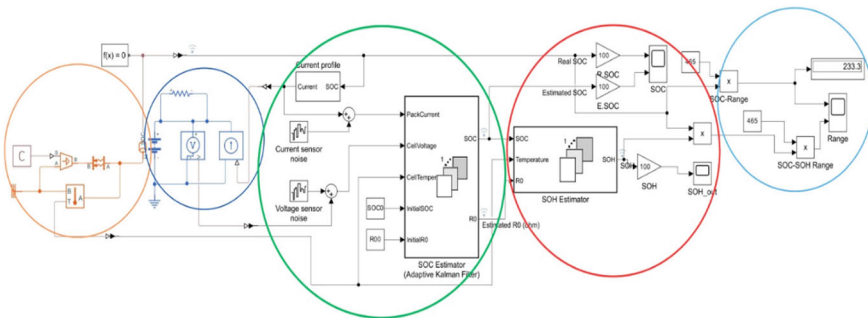 f(x) = 0
Current profile
Current
SOC
Real SOC
100
R.SOC
Estimated SOC
100
E.SOC
SOC
465
x
SOC-Range
233.3
465
x
SOC-SOH Range
Range
x
C
S
B
A
B
A
B
T
A
V
Current sensor
noise
Voltage sensor
noise
SOC0
R00
PackCurrent
CellVoltage
CellTemper
InitialSOC
InitialR0
1
SOC
R0
SOC Estimator
(Adaptive Kalman Filter)
Estimated R0 (ohm)
SOC
Temperature
R0
1
SOH
SOH Estimator
100
SOH
SOH_out